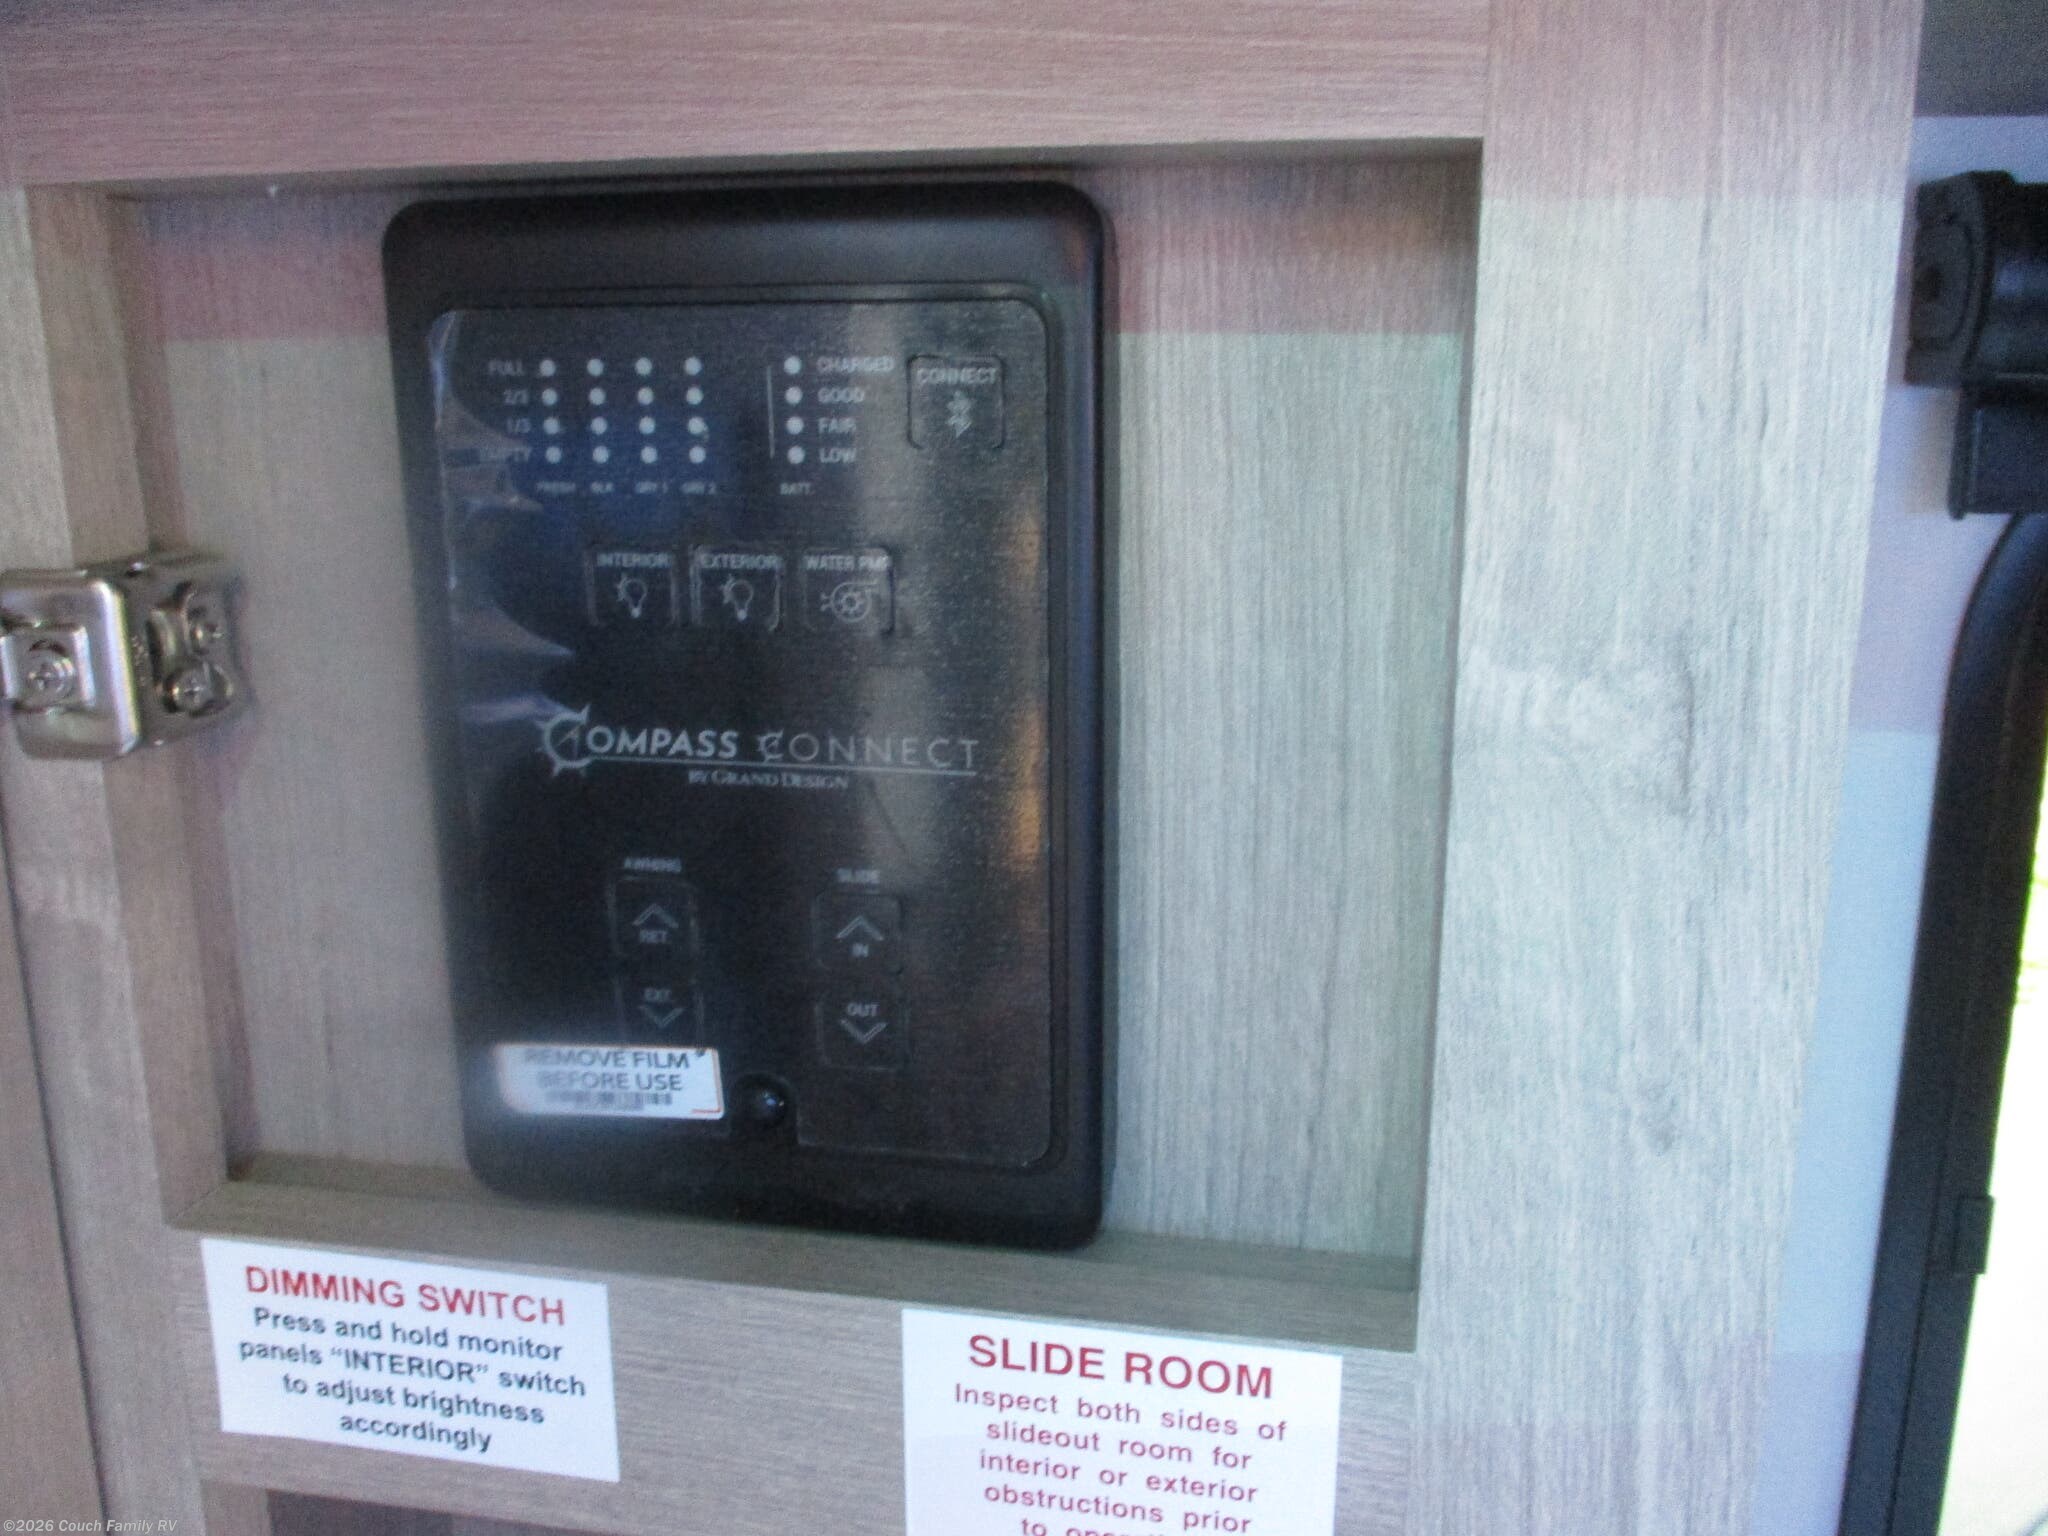 FULL
2/3
1/3
EMPTY
FRESH BLK GRY 1 GRY 2
CHARGED
GOOD
FAIR
LOW
BATT.
CONNECT
INTERIOR EXTERIOR WATER PMP
COMPASS CONNECT
BY GRAND DESIGN
AWNING
RET.
EXT.
SLIDE
IN
OUT
REMOVE FILM
BEFORE USE
DIMMING SWITCH
Press and hold monitor
panels “INTERIOR” switch
to adjust brightness
accordingly
SLIDE ROOM
Inspect both sides of
slideout room for
interior or exterior
obstructions prior
to
©2026 Couch Family RV